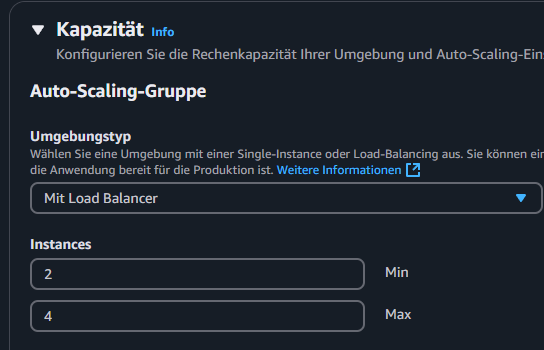 Kapazität Info
Konfigurieren Sie die Rechenkapazität Ihrer Umgebung und Auto-Scaling-Ein
Auto-Scaling-Gruppe
Umgebungstyp
Wählen Sie eine Umgebung mit einer Single-Instance oder Load-Balancing aus. Sie können ei
die Anwendung bereit für die Produktion ist. Weitere Informationen
Mit Load Balancer
Instances
2 Min
4 Max